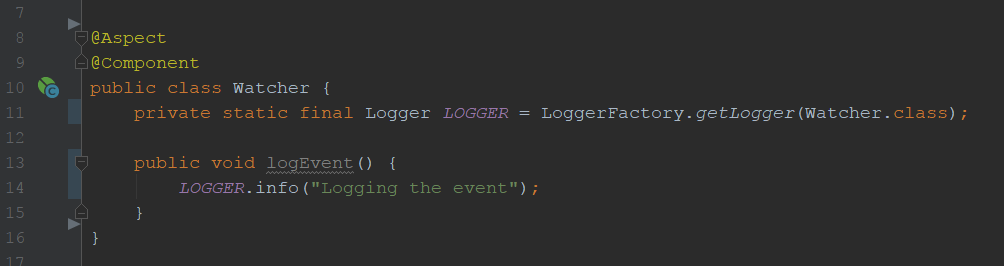 7
8 @Aspect
9 @Component
10 public class Watcher {
11     private static final Logger LOGGER = LoggerFactory.getLogger(Watcher.class);
12
13     public void logEvent() {
14         LOGGER.info("Logging the event");
15     }
16 }
17